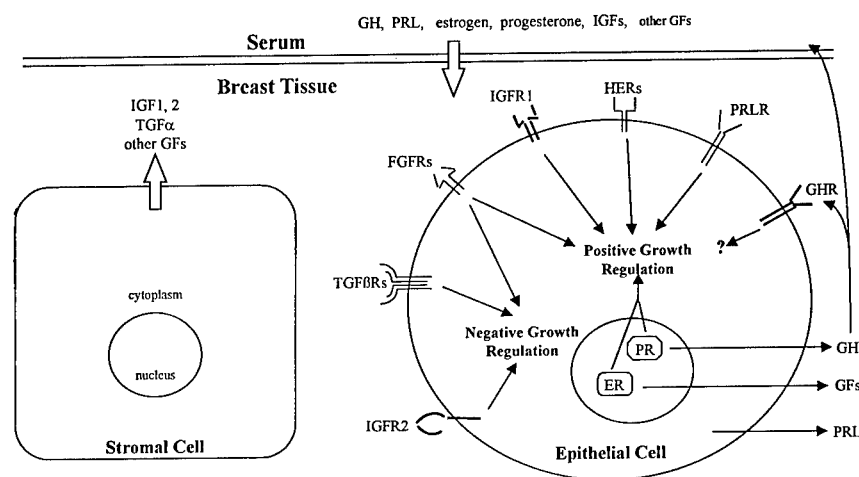 GH, PRL, estrogen, progesterone, IGFs, other GFs
Serum
Breast Tissue
IGF1, 2
TGFα
other GFs
cytoplasm
nucleus
Stromal Cell
IGFR1
HERs
PRLR
FGFRs
GHR
?
Positive Growth
Regulation
TGFβRs
Negative Growth
Regulation
PR
GH
ER
GFs
IGFR2
PRL
Epithelial Cell